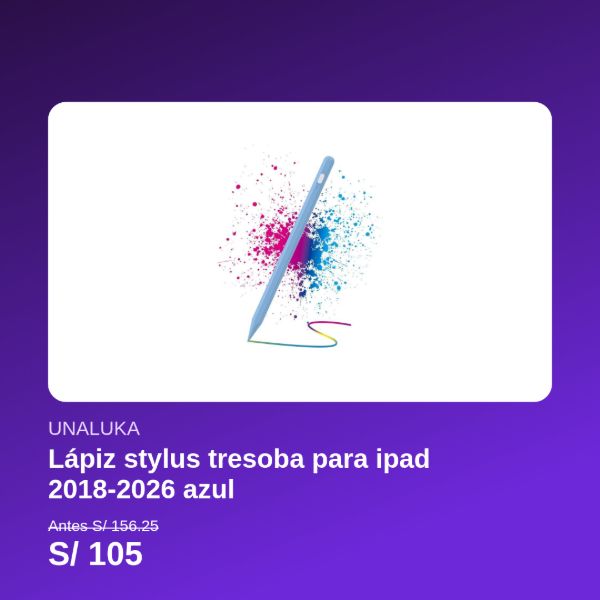 UNALUKA
Lápiz stylus tresoba para ipad
2018-2026 azul
Antes S/ 156.25
S/ 105